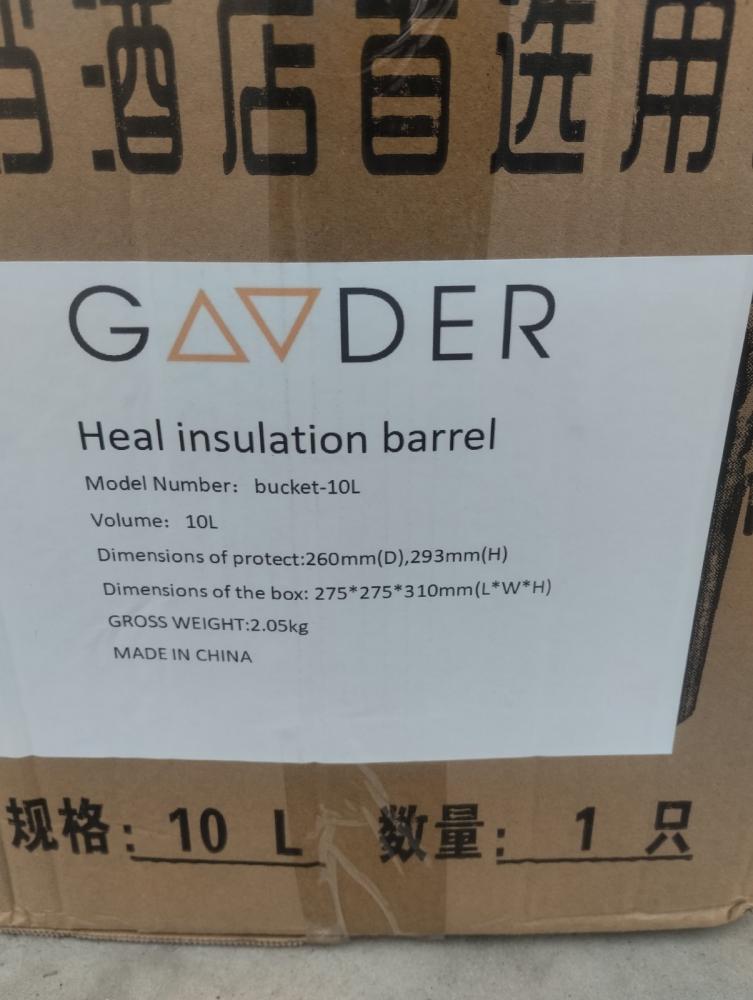 档酒店首选用
GAVDER
Heal insulation barrel
Model Number: bucket-10L
Volume: 10L
Dimensions of protect:260mm(D),293mm(H)
Dimensions of the box: 275*275*310mm(L*W*H)
GROSS WEIGHT:2.05kg
MADE IN CHINA
规格: 10 L 数量: 1 只